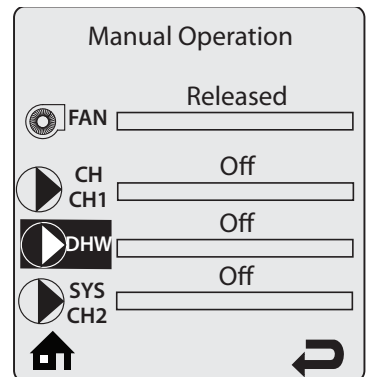 Manual Operation
Released
FAN
Off
CH
CH1
Off
DHW
Off
SYS
CH2